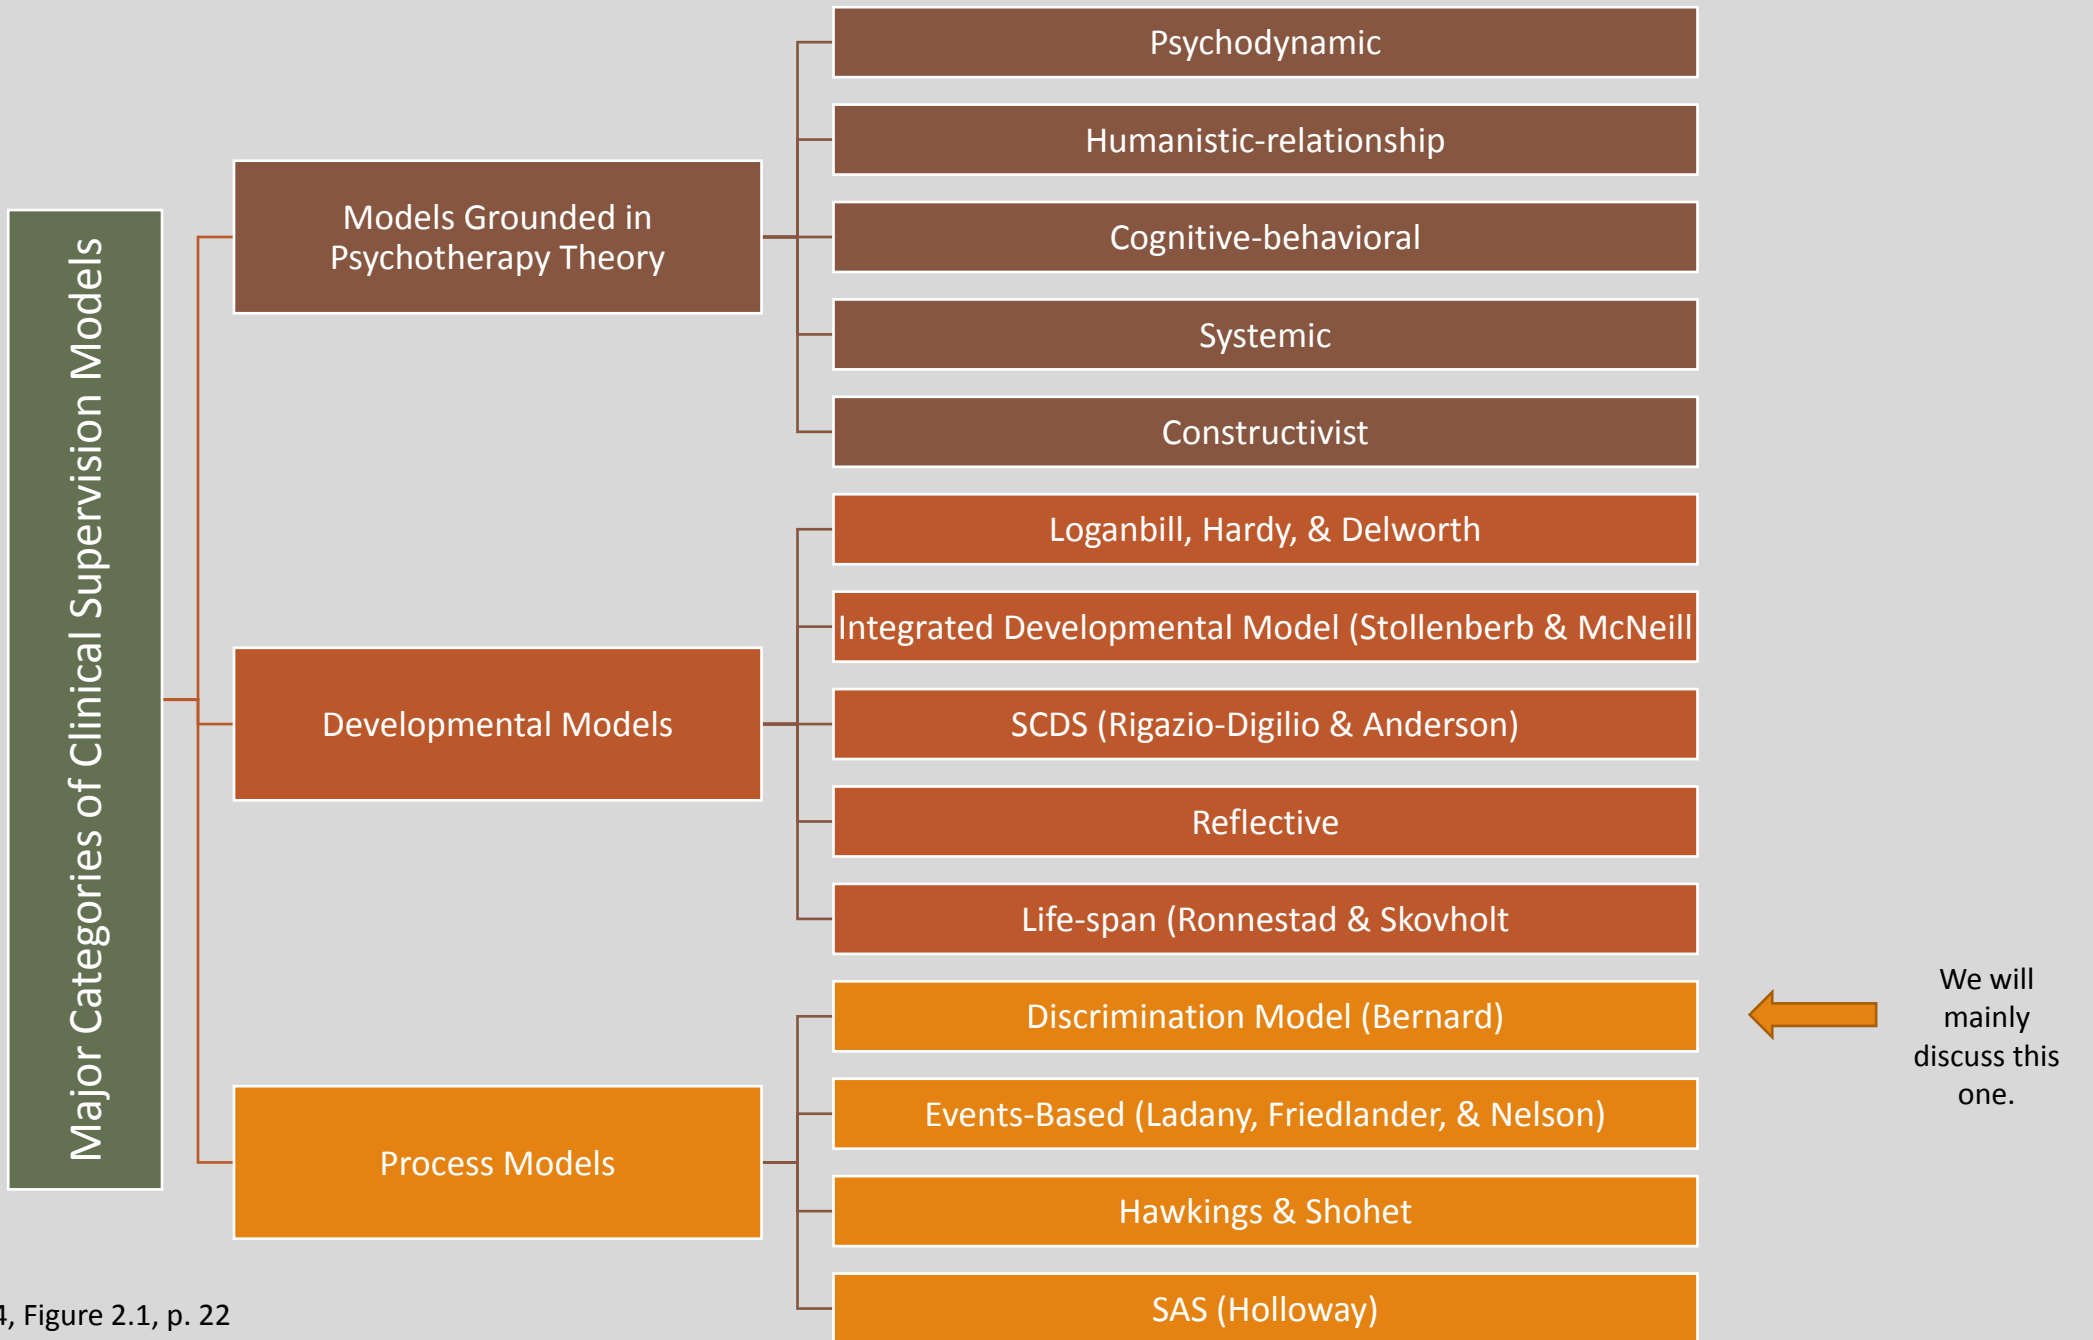 Major Categories of Clinical Supervision Models
Models Grounded in
Psychotherapy Theory
Psychodynamic
Humanistic-relationship
Cognitive-behavioral
Systemic
Constructivist
Developmental Models
Loganbill, Hardy, & Delworth
Integrated Developmental Model (Stollenberb & McNeill
SCDS (Rigazio-Digilio & Anderson)
Reflective
Life-span (Ronnestad & Skovholt
Process Models
Discrimination Model (Bernard)
Events-Based (Ladany, Friedlander, & Nelson)
Hawkings & Shohet
SAS (Holloway)
We will
mainly
discuss this
one.
4, Figure 2.1, p. 22